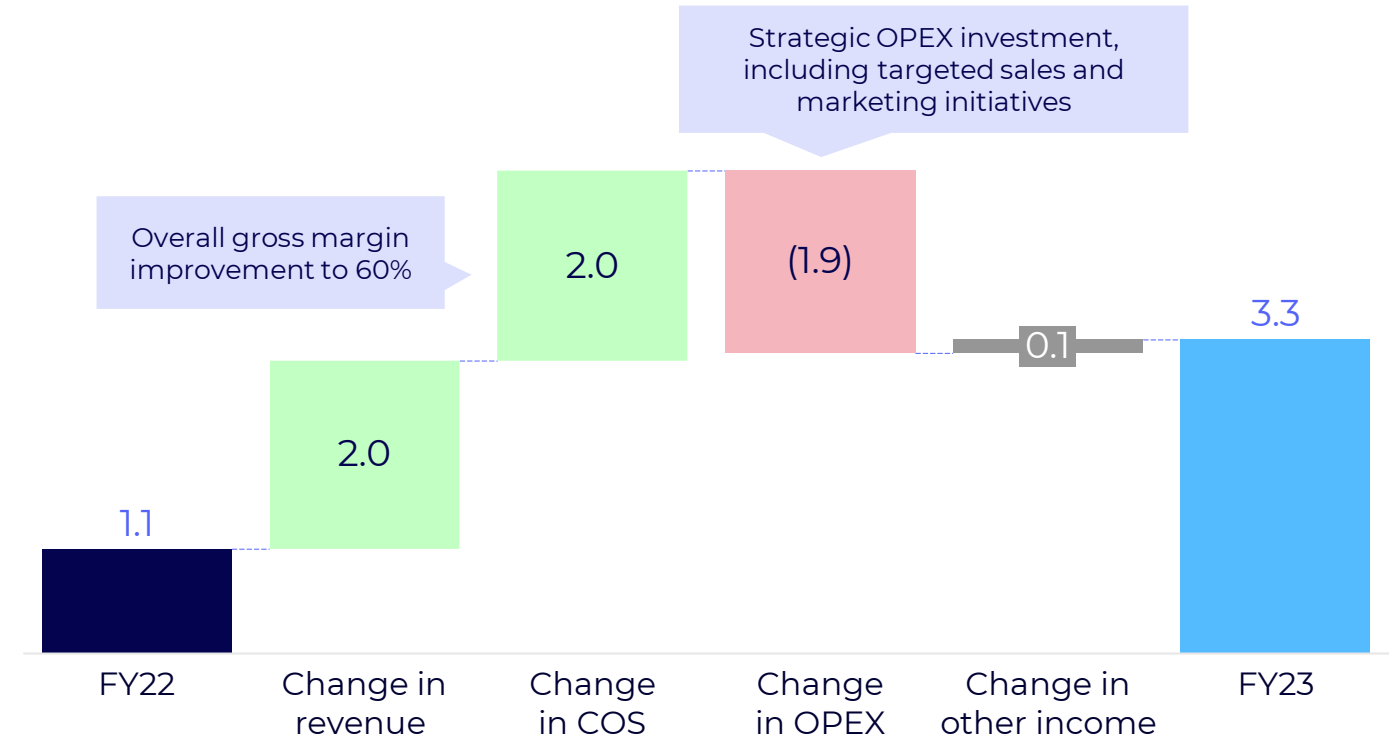 Strategic OPEX investment,
including targeted sales and
marketing initiatives
Overall gross margin
improvement to 60%
2.0
(1.9)
3.3
0.1
2.0
1.1
FY22
Change in
revenue
Change
in COS
Change
in OPEX
Change in
other income
FY23